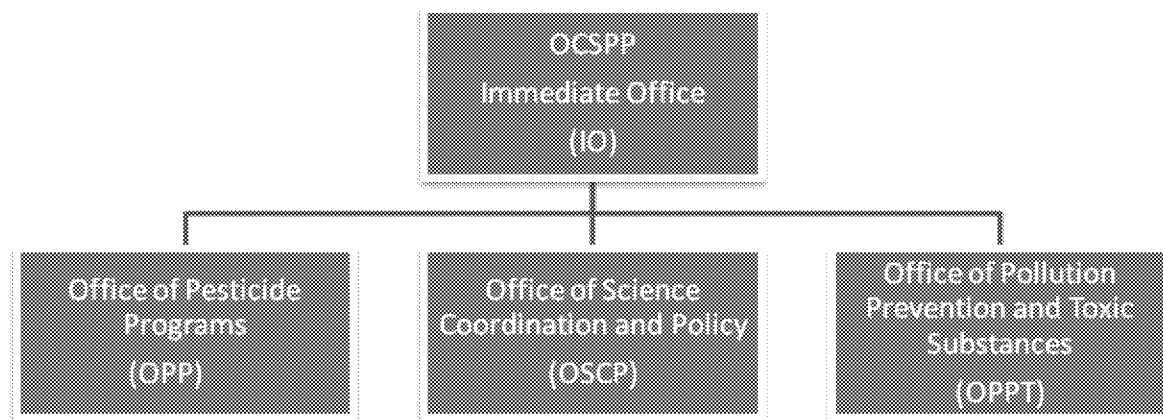 OCSPP
Immediate Office
(IO)
Office of Pesticide
Programs
(OPP)
Office of Science
Coordination and Policy
(OSCP)
Office of Pollution
Prevention and Toxic
Substances
(OPPT)